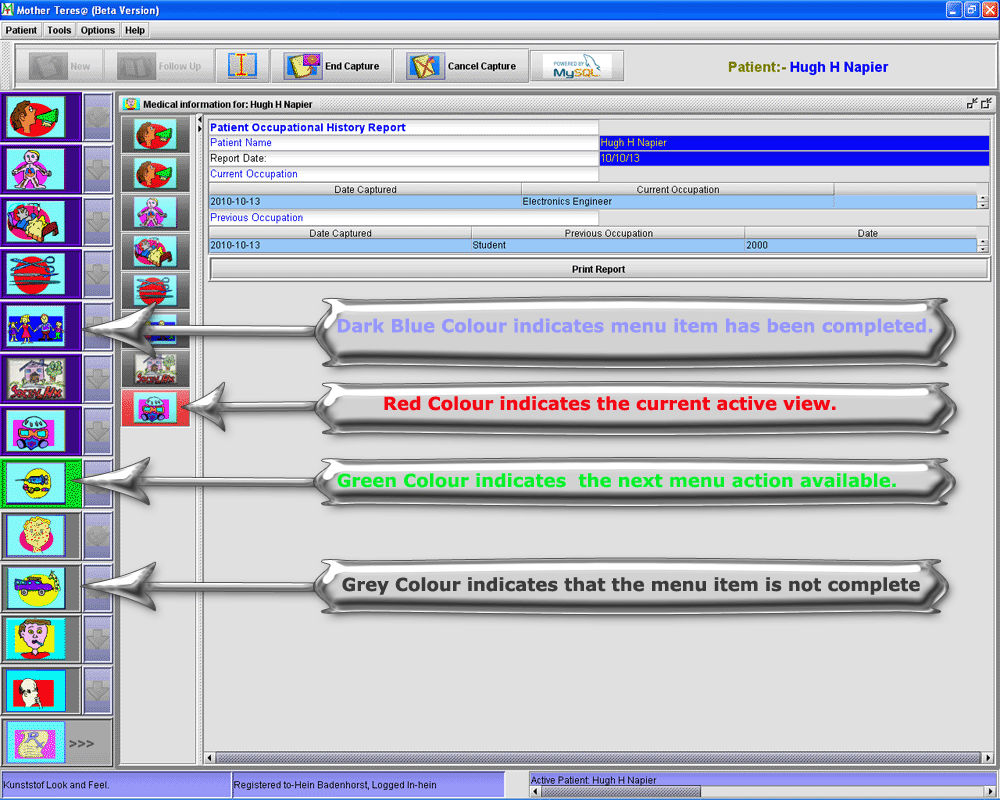 Mother Teres@ (Beta Version)
Patient Tools Options Help
New Follow Up End Capture Cancel Capture POWERED BY MySQL Patient:- Hugh H Napier
Medical information for: Hugh H Napier
Patient Occupational History Report
Patient Name Hugh H Napier
Report Date: 10/10/13
Current Occupation
Date Captured Current Occupation
2010-10-13 Electronics Engineer
Previous Occupation
Date Captured Previous Occupation Date
2010-10-13 Student 2000
Print Report
Dark Blue Colour indicates menu item has been completed.
Red Colour indicates the current active view.
Green Colour indicates the next menu action available.
Grey Colour indicates that the menu item is not complete
>>>
Kunststof Look and Feel. Registered to-Hein Badenhorst, Logged In-hein Active Patient: Hugh H Napier